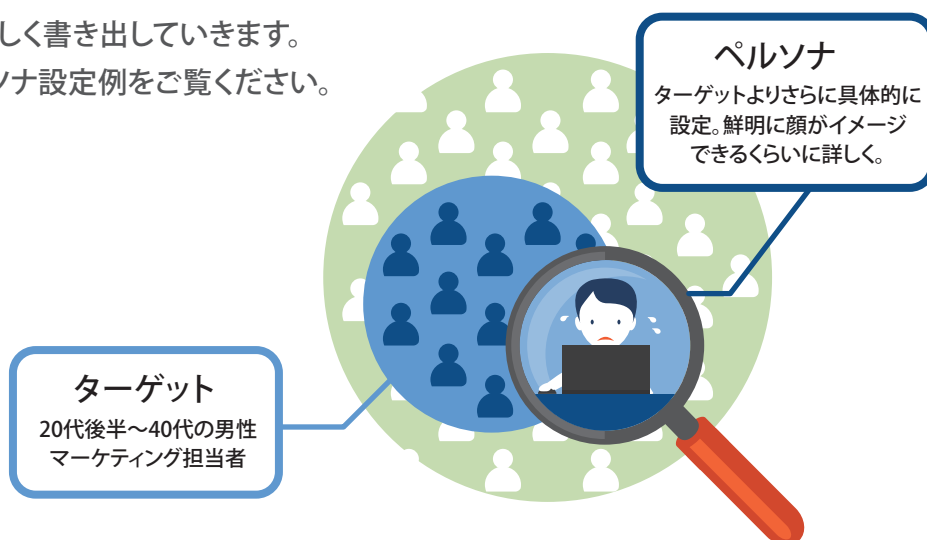 しく書き出していきます。
ソナ設定例をご覧ください。
ペルソナ
ターゲットよりさらに具体的に
設定。鮮明に顔がイメージ
できるくらいに詳しく。
ターゲット
20代後半〜40代の男性
マーケティング担当者